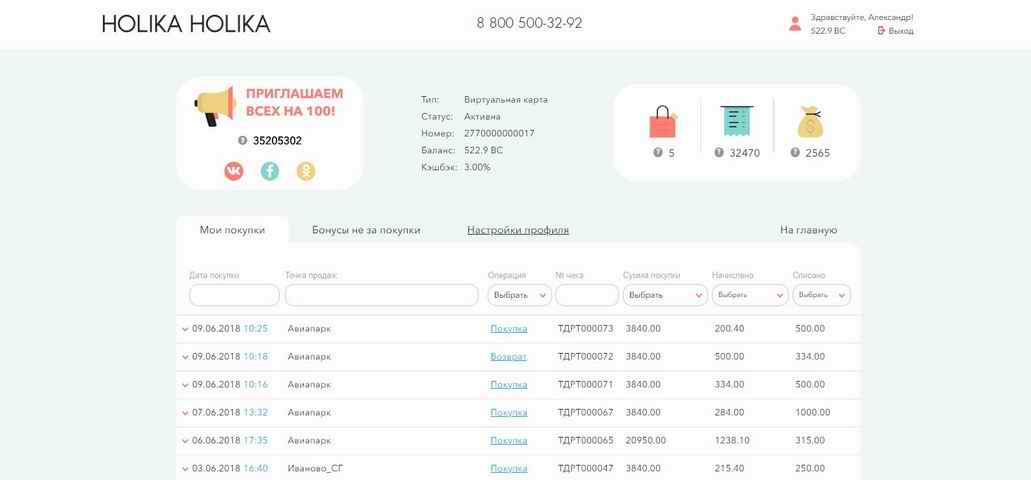 HOLIKA HOLIKA
8 800 500-32-92
Здравствуйте, Александр!
522.9 BC
Выход
ПРИГЛАШАЕМ
ВСЕХ НА 100!
? 35205302
Тип: Виртуальная карта
Статус: Активна
Номер: 2770000000017
Баланс: 522.9 BC
Кэшбэк: 3.00%
? 5
? 32470
? 2565
Мои покупки
Бонусы не за покупки
Настройки профиля
На главную
Дата покупки Точка продаж: Операция № чека Сумма покупки Начислено Списано
Выбрать Выбрать Выбрать Выбрать
09.06.2018 10:25 Авиапарк Покупка ТДРТ000073 3840.00 200.40 500.00
09.06.2018 10:18 Авиапарк Возврат ТДРТ000072 3840.00 500.00 334.00
09.06.2018 10:16 Авиапарк Покупка ТДРТ000071 3840.00 334.00 500.00
07.06.2018 13:32 Авиапарк Покупка ТДРТ000067 3840.00 284.00 1000.00
06.06.2018 17:35 Авиапарк Покупка ТДРТ000065 20950.00 1238.10 315.00
03.06.2018 16:40 Иваново_СГ Покупка ТДРТ000047 3840.00 215.40 250.00